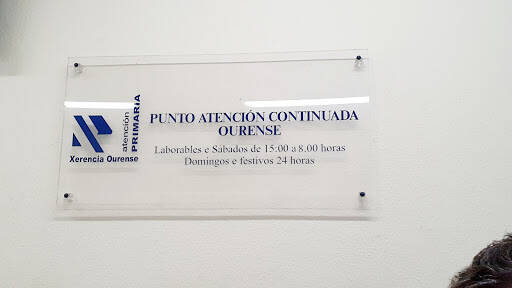 atención
PRIMARIA
Xerencia Ourense
PUNTO ATENCIÓN CONTINUADA
OURENSE
Laborables e Sábados de 15:00 a 8.00 horas
Domingos e festivos 24 horas